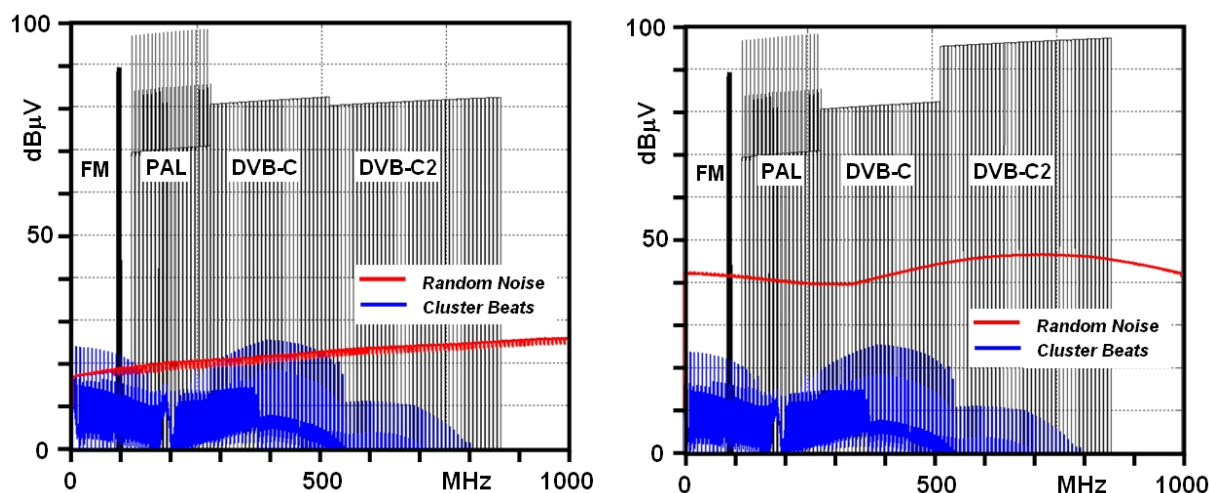 100
dBµV
FM
PAL
DVB-C
DVB-C2
50
Random Noise
Cluster Beats
0
0
500
MHz
1000
100
dBµV
FM
PAL
DVB-C
DVB-C2
50
Random Noise
Cluster Beats
0
0
500
MHz
1000